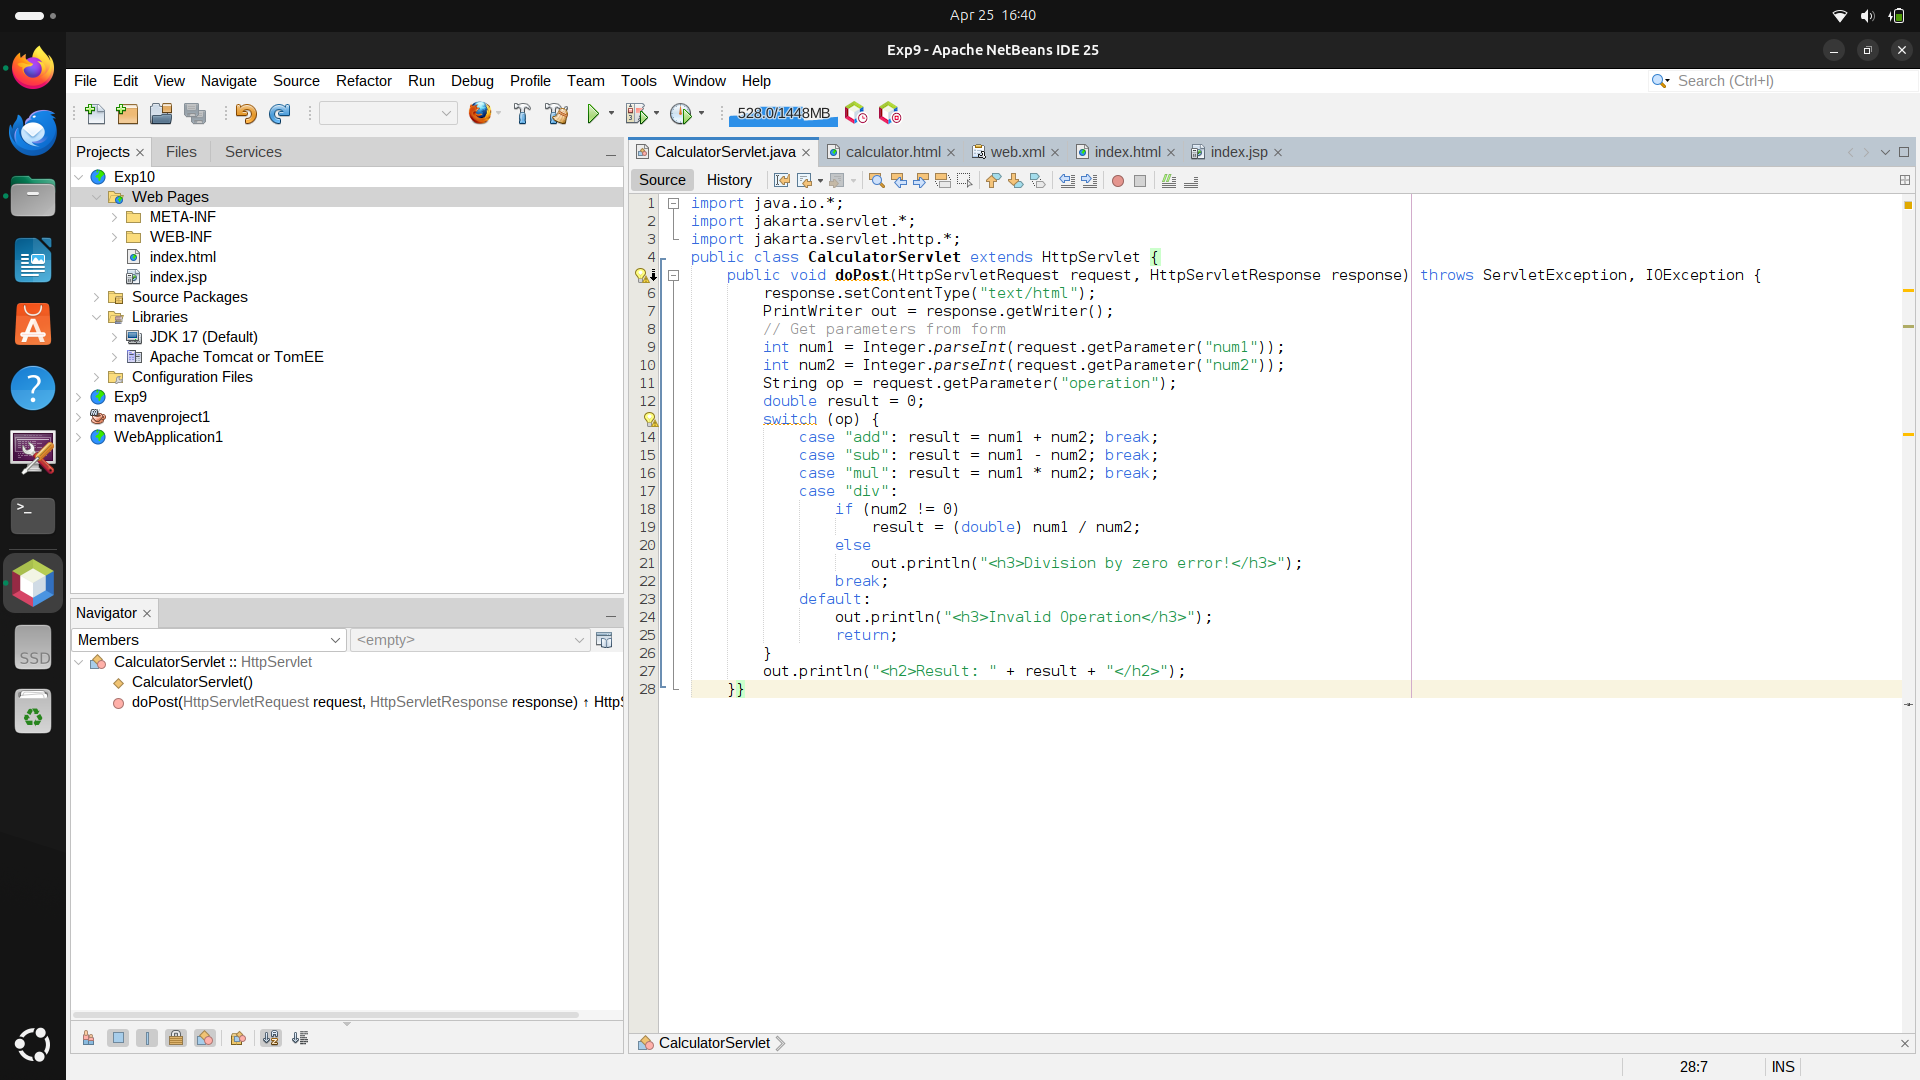 Apr 25 16:40
Exp9 - Apache NetBeans IDE 25
File Edit View Navigate Source Refactor Run Debug Profile Team Tools Window Help
Search (Ctrl+I)
528.0/1448MB
Projects Files Services
Exp10
Web Pages
META-INF
WEB-INF
index.html
index.jsp
Source Packages
Libraries
JDK 17 (Default)
Apache Tomcat or TomEE
Configuration Files
Exp9
mavenproject1
WebApplication1
Navigator
Members <empty>
CalculatorServlet :: HttpServlet
CalculatorServlet()
doPost(HttpServletRequest request, HttpServletResponse response) ↑ HttpS
SSD
CalculatorServlet.java calculator.html web.xml index.html index.jsp
Source History
1 import java.io.*;
2 import jakarta.servlet.*;
3 import jakarta.servlet.http.*;
4 public class CalculatorServlet extends HttpServlet {
public void doPost(HttpServletRequest request, HttpServletResponse response) throws ServletException, IOException {
6 response.setContentType("text/html");
7 PrintWriter out = response.getWriter();
8 // Get parameters from form
9 int num1 = Integer.parseInt(request.getParameter("num1"));
10 int num2 = Integer.parseInt(request.getParameter("num2"));
11 String op = request.getParameter("operation");
12 double result = 0;
switch (op) {
14 case "add": result = num1 + num2; break;
15 case "sub": result = num1 - num2; break;
16 case "mul": result = num1 * num2; break;
17 case "div":
18 if (num2 != 0)
19 result = (double) num1 / num2;
20 else
21 out.println("<h3>Division by zero error!</h3>");
22 break;
23 default:
24 out.println("<h3>Invalid Operation</h3>");
25 return;
26 }
27 out.println("<h2>Result: " + result + "</h2>");
28 }}
CalculatorServlet
28:7 INS